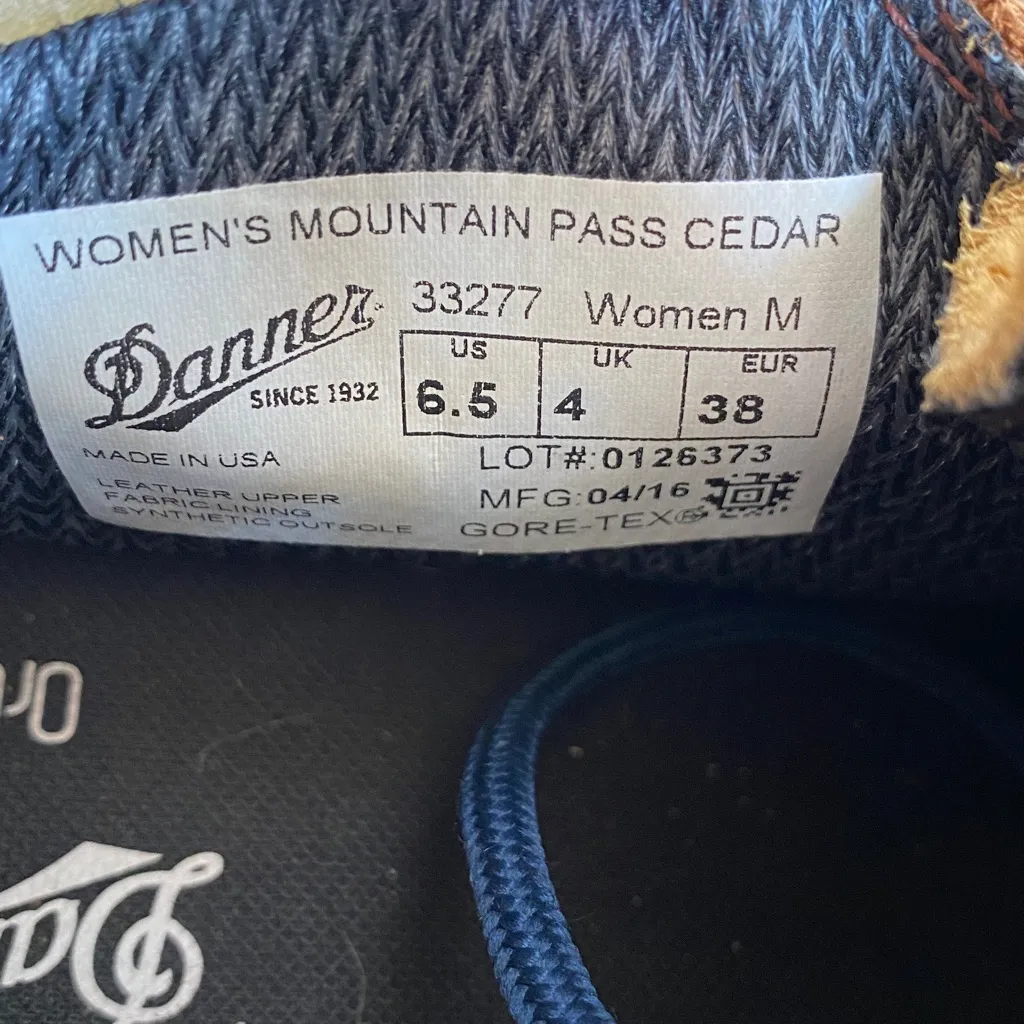 WOMEN'S MOUNTAIN PASS CEDAR
Danner
SINCE 1932
33277 Women M
US UK EUR
6.5 4 38
MADE IN USA
LOT#:0126373
LEATHER UPPER
FABRIC LINING
SYNTHETIC OUTSOLE
MFG:04/16
GORE-TEX®
Da